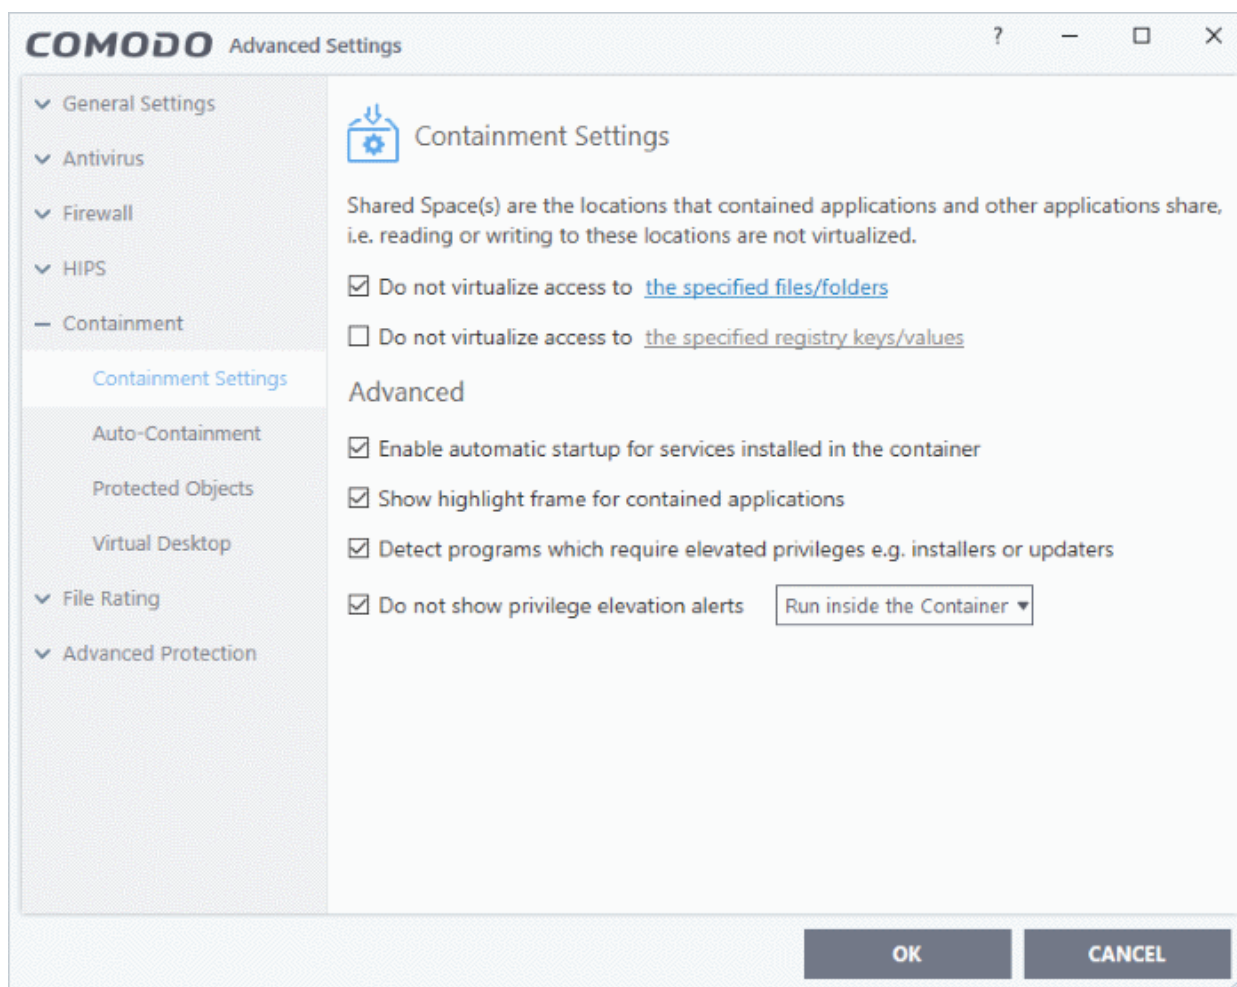 COMODO Advanced Settings ?
General Settings
Antivirus
Firewall
HIPS
Containment
Containment Settings
Auto-Containment
Protected Objects
Virtual Desktop
File Rating
Advanced Protection
Containment Settings
Shared Space(s) are the locations that contained applications and other applications share,
i.e. reading or writing to these locations are not virtualized.
Do not virtualize access to the specified files/folders
Do not virtualize access to the specified registry keys/values
Advanced
Enable automatic startup for services installed in the container
Show highlight frame for contained applications
Detect programs which require elevated privileges e.g. installers or updaters
Do not show privilege elevation alerts Run inside the Container
OK CANCEL